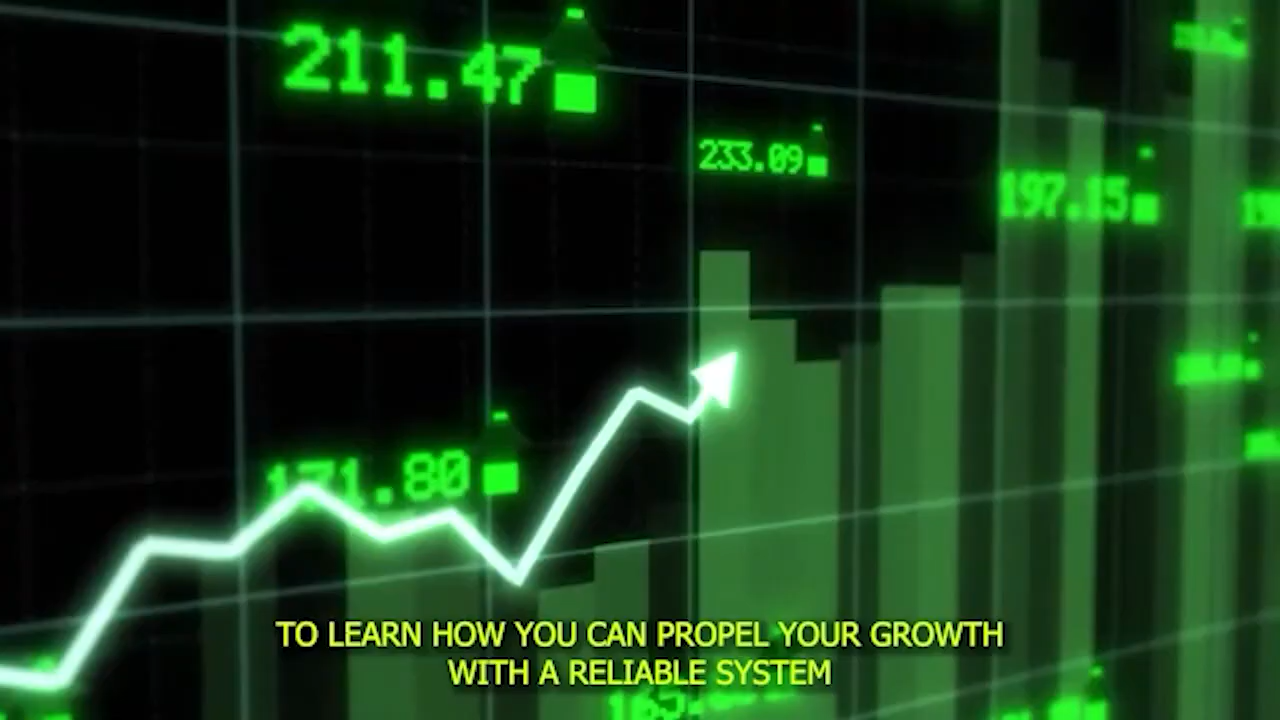 211.47
233.09
197.15
171.80
TO LEARN HOW YOU CAN PROPEL YOUR GROWTH
WITH A RELIABLE SYSTEM